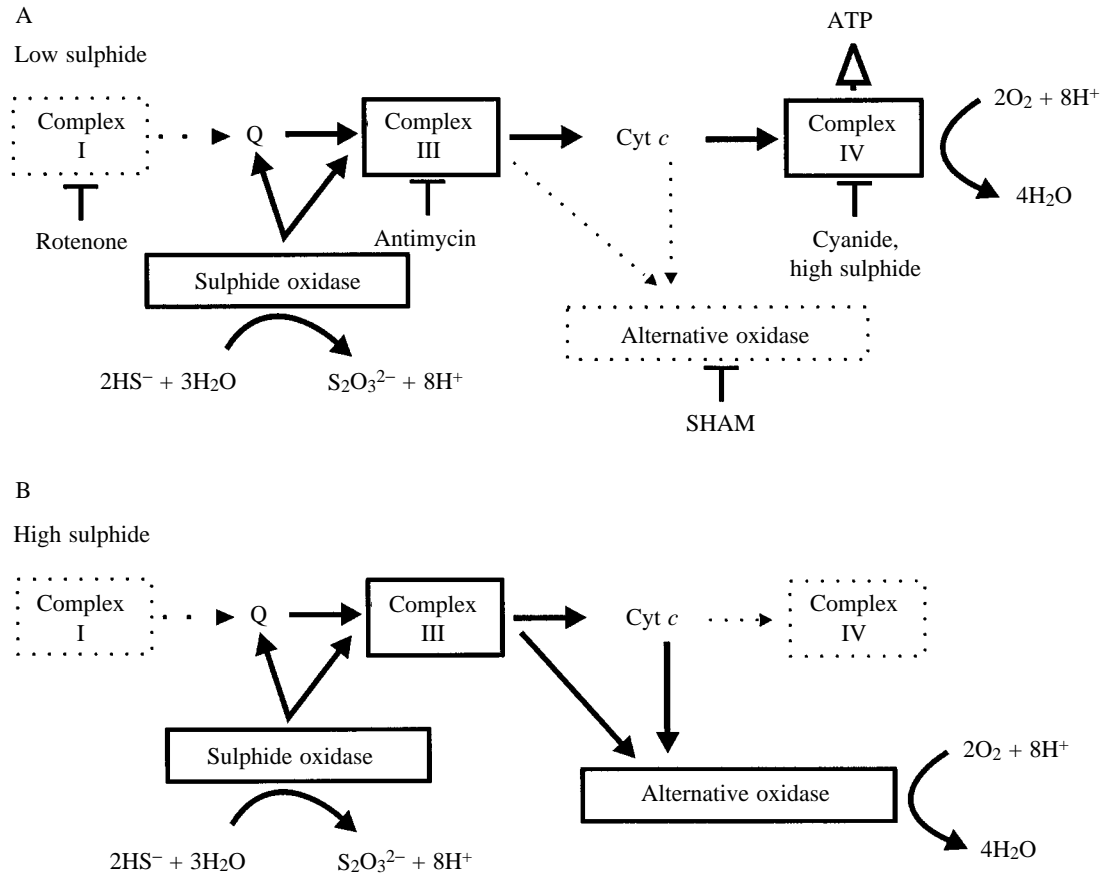 A
Low sulphide
ATP
Complex
I
Q
Complex
III
Cyt c
Complex
IV
2O₂ + 8H⁺
4H₂O
Rotenone
Antimycin
Cyanide,
high sulphide
Sulphide oxidase
Alternative oxidase
2HS⁻ + 3H₂O
S₂O₃²⁻ + 8H⁺
SHAM
B
High sulphide
Complex
I
Q
Complex
III
Cyt c
Complex
IV
Sulphide oxidase
Alternative oxidase
2O₂ + 8H⁺
4H₂O
2HS⁻ + 3H₂O
S₂O₃²⁻ + 8H⁺